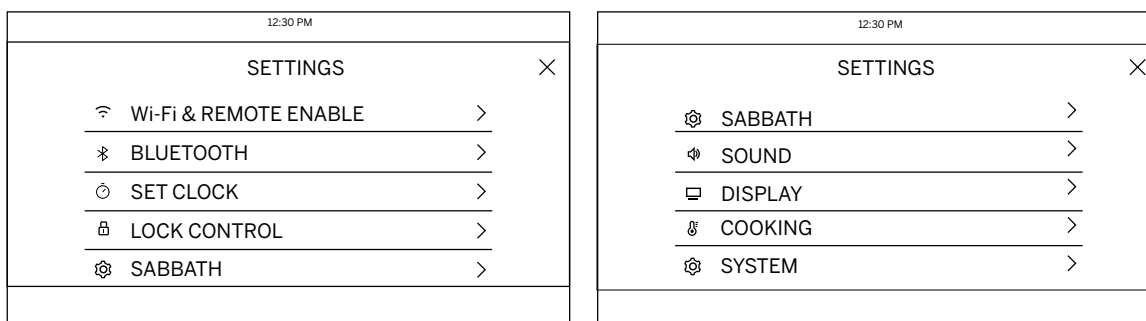 12:30 PM
SETTINGS
Wi-Fi & REMOTE ENABLE
BLUETOOTH
SET CLOCK
LOCK CONTROL
SABBATH
12:30 PM
SETTINGS
SABBATH
SOUND
DISPLAY
COOKING
SYSTEM